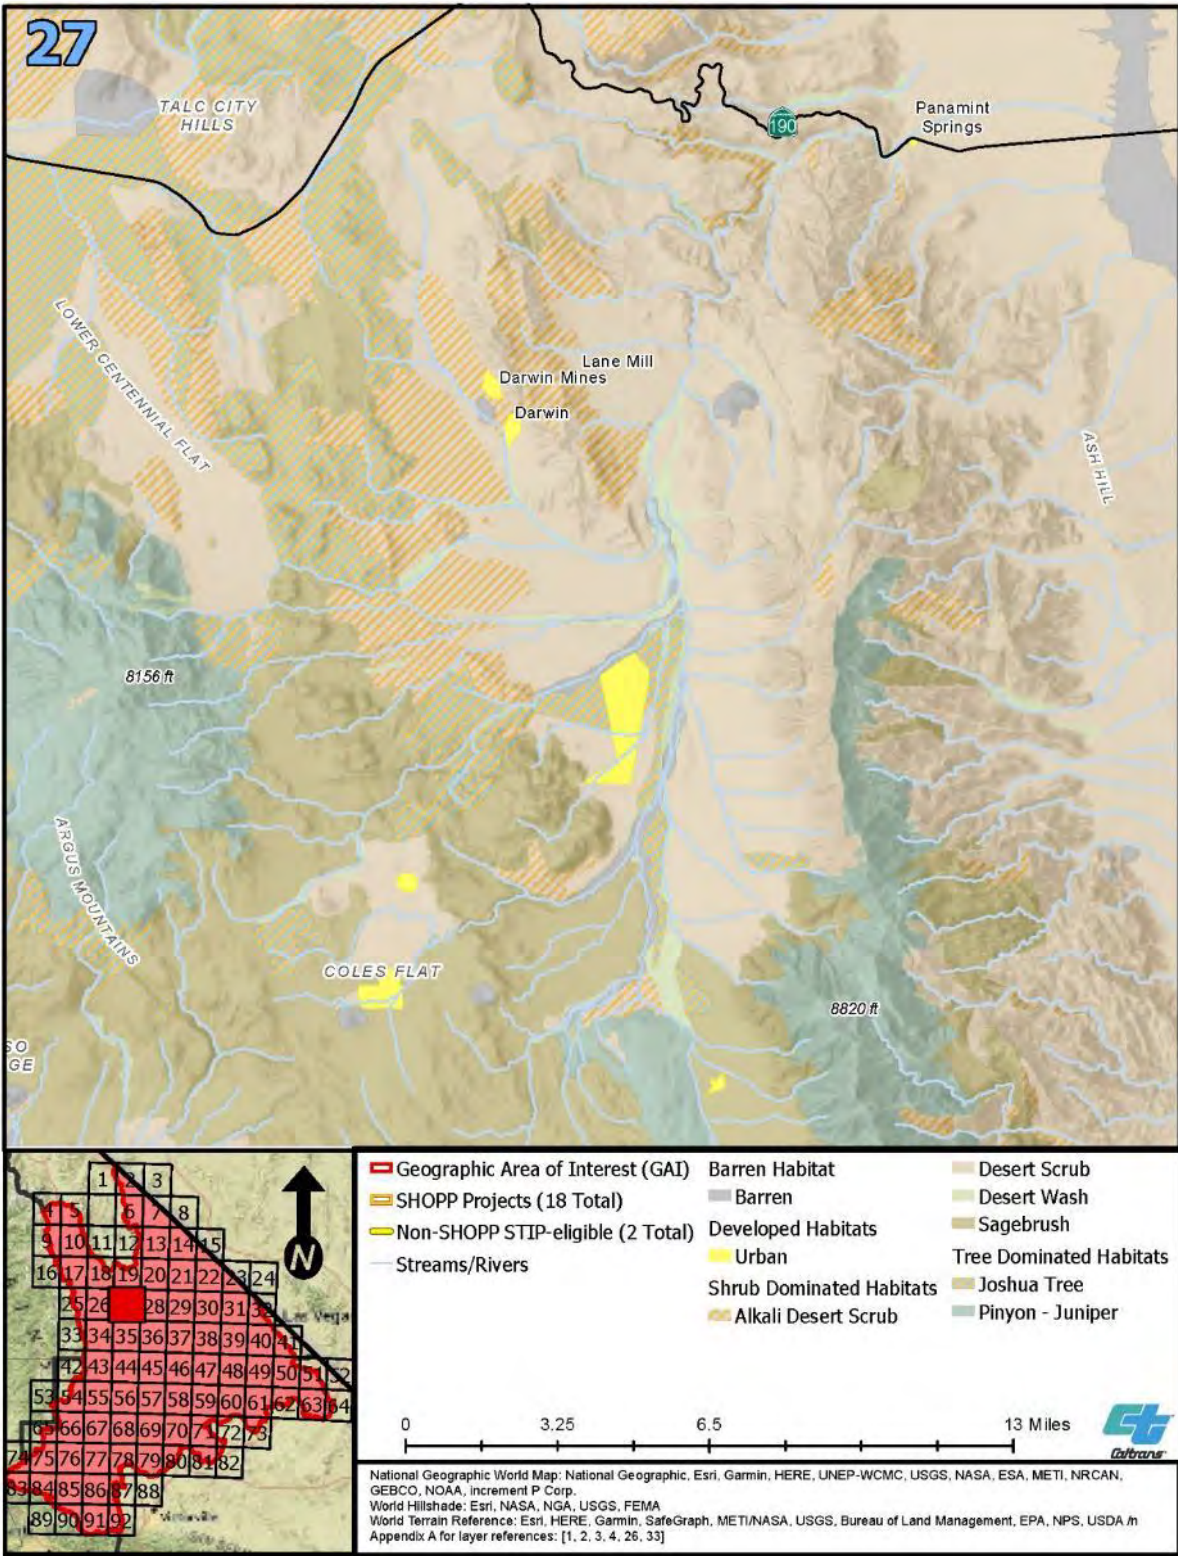 27
TALC CITY
HILLS
Panamint
Springs
190
LOWER CENTENNIAL FLAT
Lane Mill
Darwin Mines
Darwin
ASH HILL
8156 ft
ARGUS MOUNTAINS
COLES FLAT
8820 ft
SO
GE
1 2 3
4 5 6 7 8
9 10 11 12 13 14 15
16 17 18 19 20 21 22 23 24
25 26 28 29 30 31 32
Las Vega
33 34 35 36 37 38 39 40 41
42 43 44 45 46 47 48 49 50 51 52
53 54 55 56 57 58 59 60 61 62 63 64
65 66 67 68 69 70 71 72 73
74 75 76 77 78 79 80 81 82
83 84 85 86 87 88
89 90 91 92
N
Geographic Area of Interest (GAI)
SHOPP Projects (18 Total)
Non-SHOPP STIP-eligible (2 Total)
Streams/Rivers
Barren Habitat
Barren
Developed Habitats
Urban
Shrub Dominated Habitats
Alkali Desert Scrub
Desert Scrub
Desert Wash
Sagebrush
Tree Dominated Habitats
Joshua Tree
Pinyon - Juniper
0 3.25 6.5 13 Miles
ct
Caltrans
National Geographic World Map: National Geographic, Esri, Garmin, HERE, UNEP-WCMC, USGS, NASA, ESA, METI, NRCAN,
GEBCO, NOAA, increment P Corp.
World Hillshade: Esri, NASA, NGA, USGS, FEMA
World Terrain Reference: Esri, HERE, Garmin, SafeGraph, METI/NASA, USGS, Bureau of Land Management, EPA, NPS, USDA /n
Appendix A for layer references: [1, 2, 3, 4, 26, 33]